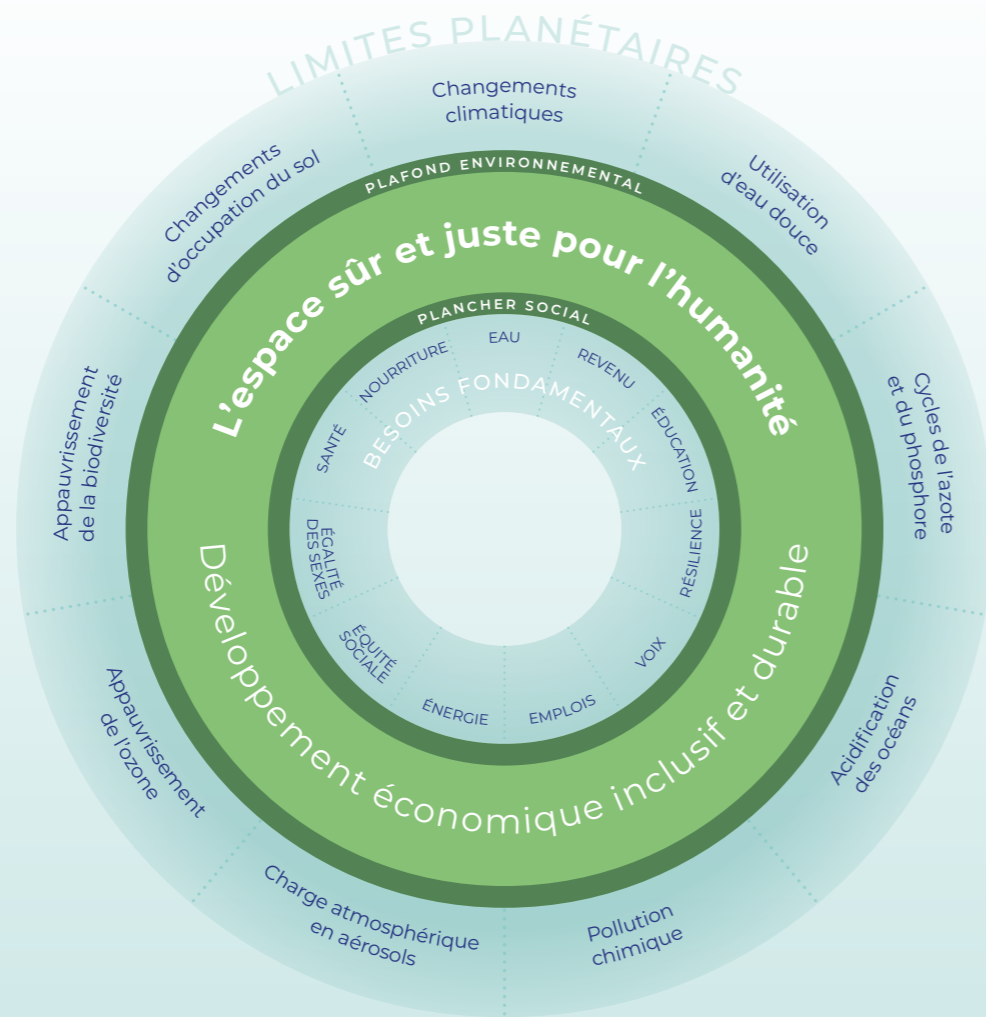 LIMITES PLANÉTAIRES
Changements
climatiques
Utilisation
d'eau douce
Cycles de l'azote
et du phosphore
Acidification
des océans
Pollution
chimique
Charge atmosphérique
en aérosols
Appauvrissement
de l'ozone
Appauvrissement
de la biodiversité
Changements
d'occupation du sol
PLAFOND ENVIRONNEMENTAL
L'espace sûr et juste pour l'humanité
Développement économique inclusif et durable
PLANCHER SOCIAL
EAU
REVENU
ÉDUCATION
RÉSILIENCE
VOIX
EMPLOIS
ÉNERGIE
ÉQUITÉ
SOCIALE
ÉGALITÉ
DES SEXES
SANTÉ
NOURRITURE
BESOINS FONDAMENTAUX